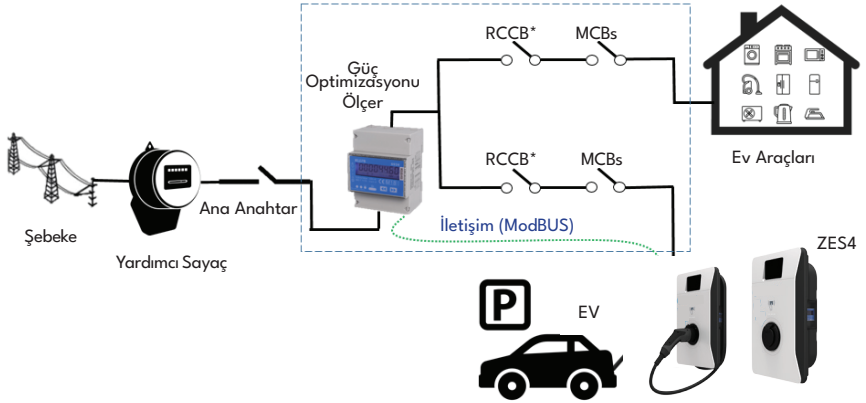 RCCB*
MCBs
Güç
Optimizasyonu
Ölçer
RCCB*
MCBs
Ev Araçları
Ana Anahtar
İletişim (ModBUS)
Şebeke
Yardımcı Sayaç
ZES4
P
EV